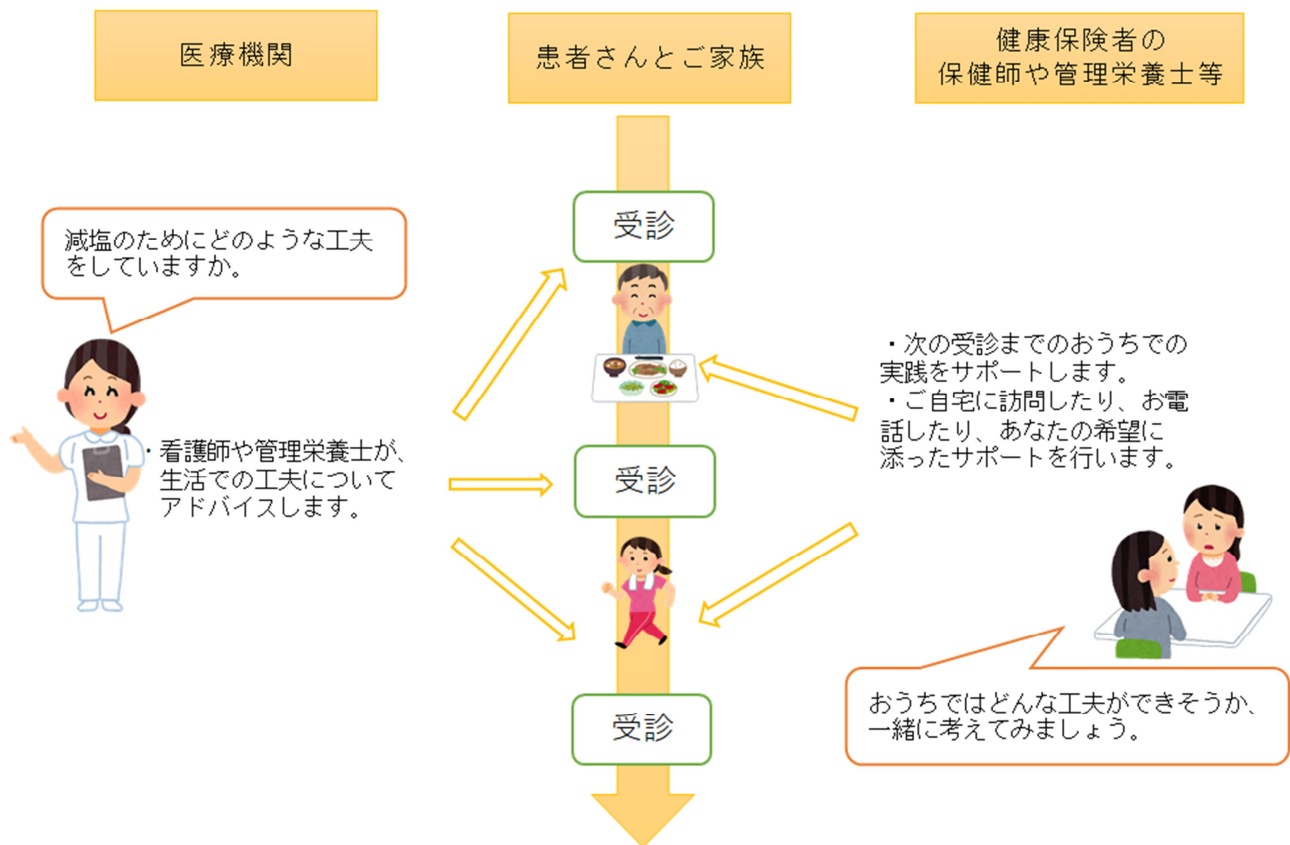 医療機関
患者さんとご家族
健康保険者の
保健師や管理栄養士等
減塩のためにどのような工夫
をしていますか。
・看護師や管理栄養士が、
生活での工夫について
アドバイスします。
受診
受診
受診
・次の受診までのおうちでの
実践をサポートします。
・ご自宅に訪問したり、お電
話したり、あなたの希望に
添ったサポートを行います。
おうちではどんな工夫ができそうか、
一緒に考えてみましょう。